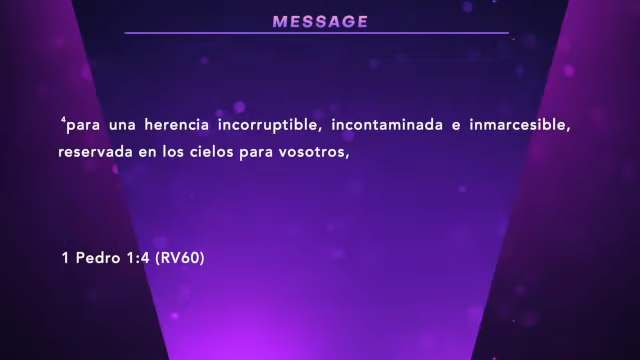 MESSAGE
⁴para una herencia incorruptible, incontaminada e inmarcesible,
reservada en los cielos para vosotros,
1 Pedro 1:4 (RV60)